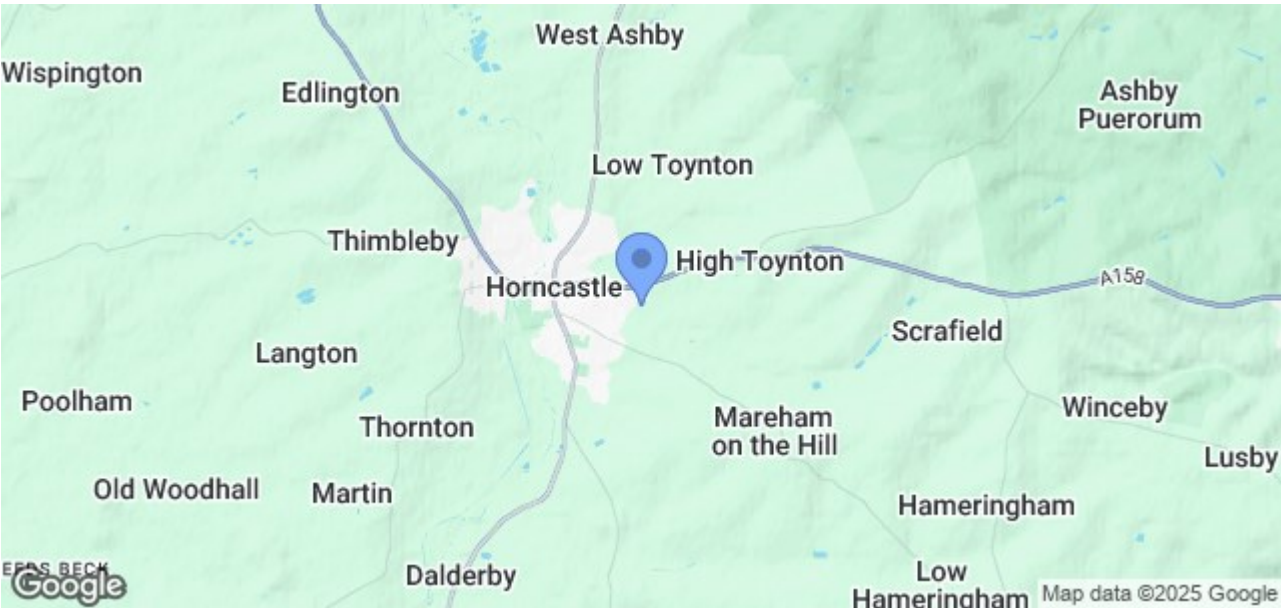 West Ashby
Wispington
Edlington
Ashby
Puerorum
Low Toynton
Thimbleby
High Toynton
A158
Horncastle
Scrafield
Langton
Poolham
Winceby
Mareham
on the Hill
Thornton
Lusby
Old Woodhall
Martin
Hameringham
BECK
Google
Dalderby
Low
Hameringham
Map data ©2025 Google